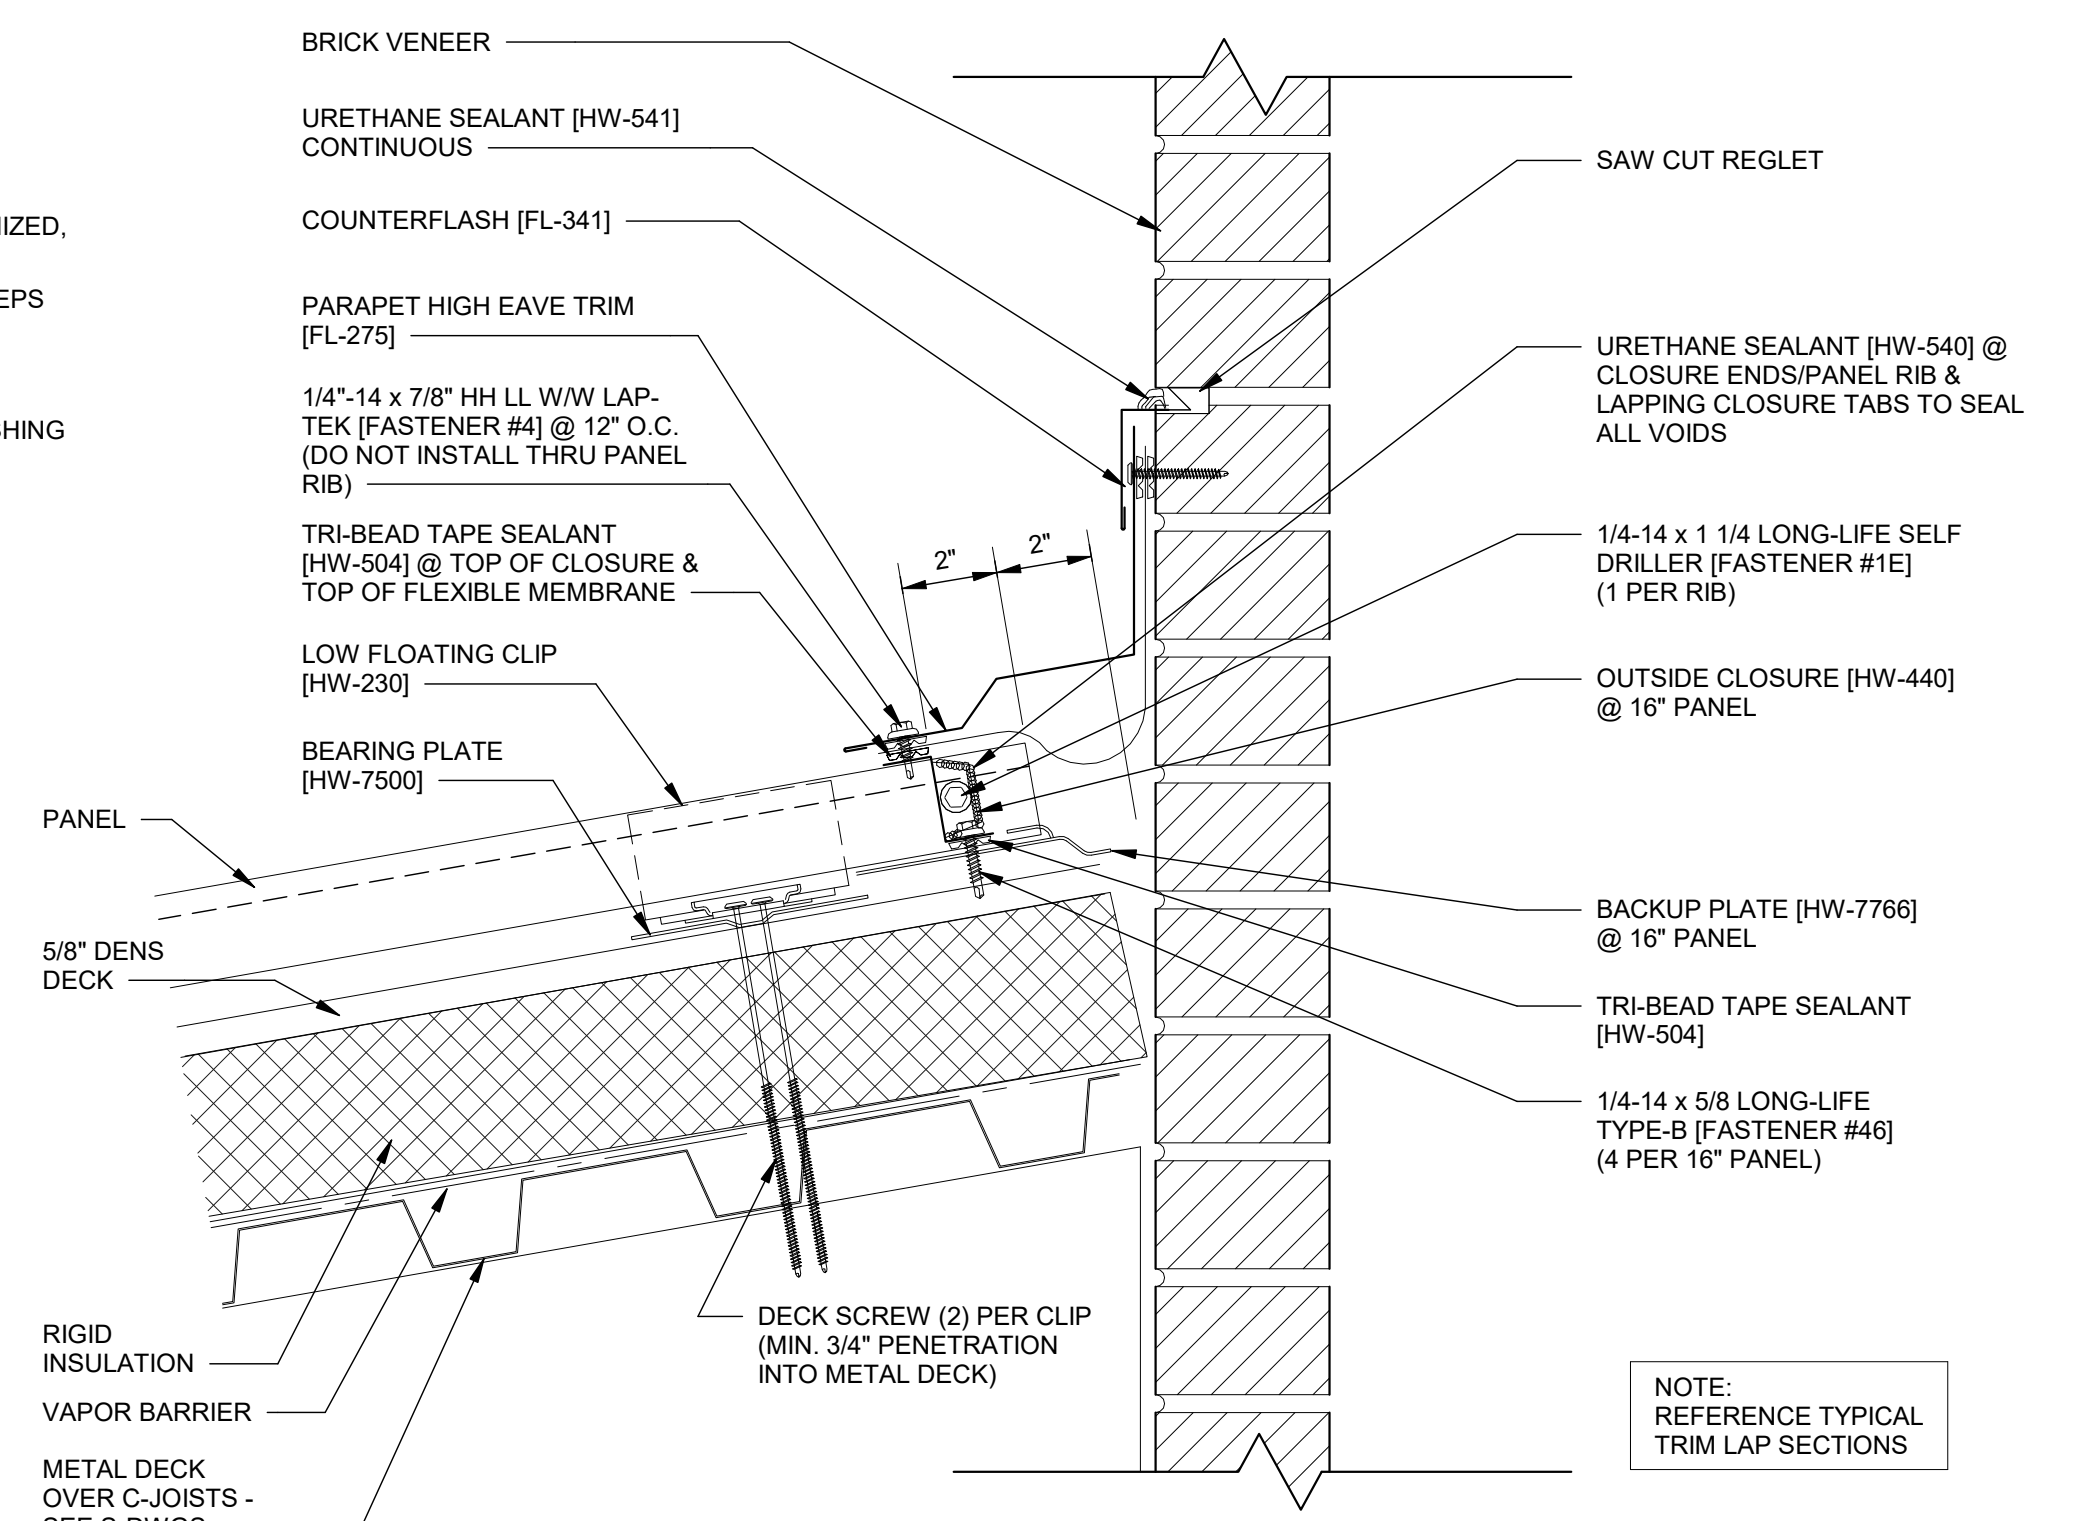 BRICK VENEER
URETHANE SEALANT [HW-541]
CONTINUOUS
COUNTERFLASH [FL-341]
PARAPET HIGH EAVE TRIM
[FL-275]
1/4"-14 x 7/8" HH LL W/W LAP-
TEK [FASTENER #4] @ 12" O.C.
(DO NOT INSTALL THRU PANEL
RIB)
TRI-BEAD TAPE SEALANT
[HW-504] @ TOP OF CLOSURE &
TOP OF FLEXIBLE MEMBRANE
LOW FLOATING CLIP
[HW-230]
BEARING PLATE
[HW-7500]
PANEL
5/8" DENS
DECK
RIGID
INSULATION
VAPOR BARRIER
METAL DECK
OVER C-JOISTS -
2"
2"
DECK SCREW (2) PER CLIP
(MIN. 3/4" PENETRATION
INTO METAL DECK)
SAW CUT REGLET
URETHANE SEALANT [HW-540] @
CLOSURE ENDS/PANEL RIB &
LAPPING CLOSURE TABS TO SEAL
ALL VOIDS
1/4-14 x 1 1/4 LONG-LIFE SELF
DRILLER [FASTENER #1E]
(1 PER RIB)
OUTSIDE CLOSURE [HW-440]
@ 16" PANEL
BACKUP PLATE [HW-7766]
@ 16" PANEL
TRI-BEAD TAPE SEALANT
[HW-504]
1/4-14 x 5/8 LONG-LIFE
TYPE-B [FASTENER #46]
(4 PER 16" PANEL)
NOTE:
REFERENCE TYPICAL
TRIM LAP SECTIONS